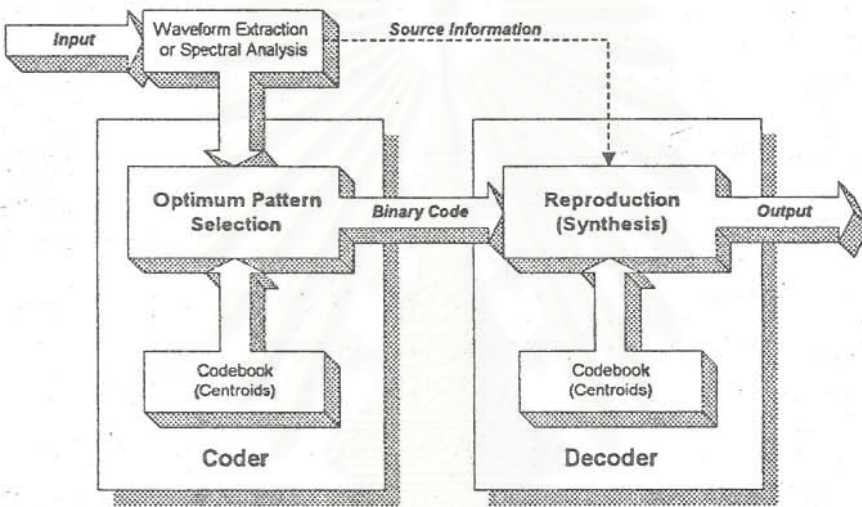 Input
Waveform Extraction
or Spectral Analysis
Source Information
Optimum Pattern
Selection
Binary Code
Reproduction
(Synthesis)
Output
Codebook
(Centroids)
Codebook
(Centroids)
Coder
Decoder